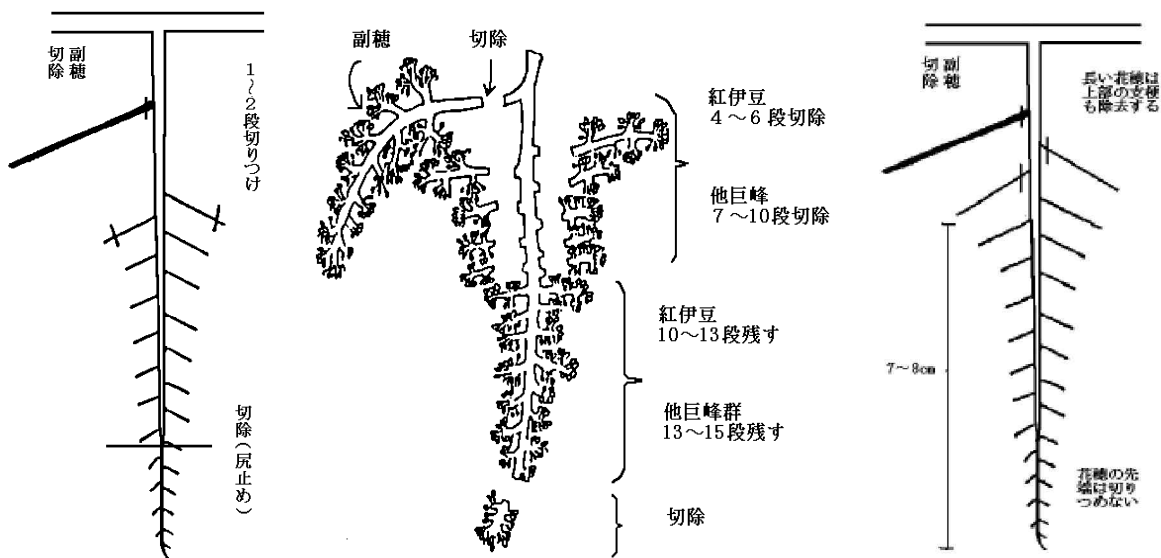 副穂
切除
1～2段切りつけ
切除(尻止め)
副穂
切除
紅伊豆
4～6段切除
他巨峰
7～10段切除
紅伊豆
10～13段残す
他巨峰群
13～15段残す
切除
副穂
切除
長い花穂は
上部の支梗
も除去する
7～8cm
花穂の先
端は切り
つめない